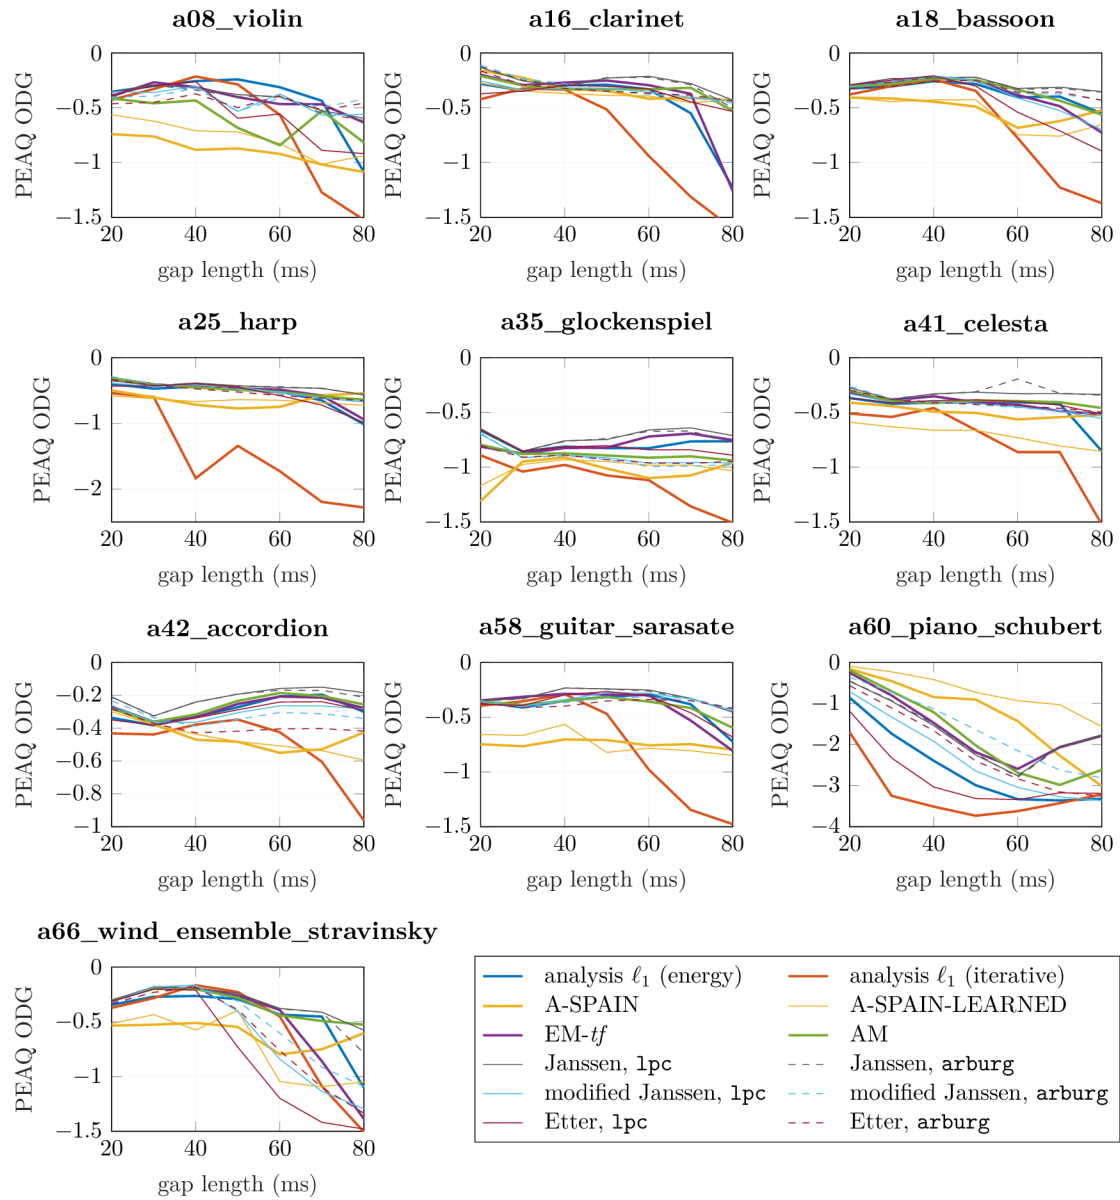 a08_violin
a16_clarinet
a18_bassoon
PEAQ ODG
0
−0.5
−1
−1.5
20 40 60 80
gap length (ms)
PEAQ ODG
0
−0.5
−1
−1.5
20 40 60 80
gap length (ms)
PEAQ ODG
0
−0.5
−1
−1.5
20 40 60 80
gap length (ms)
a25_harp
a35_glockenspiel
a41_celesta
PEAQ ODG
0
−1
−2
20 40 60 80
gap length (ms)
PEAQ ODG
0
−0.5
−1
−1.5
20 40 60 80
gap length (ms)
PEAQ ODG
0
−0.5
−1
−1.5
20 40 60 80
gap length (ms)
a42_accordion
a58_guitar_sarasate
a60_piano_schubert
PEAQ ODG
0
−0.2
−0.4
−0.6
−0.8
−1
20 40 60 80
gap length (ms)
PEAQ ODG
0
−0.5
−1
−1.5
20 40 60 80
gap length (ms)
PEAQ ODG
0
−1
−2
−3
−4
20 40 60 80
gap length (ms)
a66_wind_ensemble_stravinsky
PEAQ ODG
0
−0.5
−1
−1.5
20 40 60 80
gap length (ms)
analysis ℓ₁ (energy)
analysis ℓ₁ (iterative)
A-SPAIN
A-SPAIN-LEARNED
EM-tf
AM
Janssen, lpc
Janssen, arburg
modified Janssen, lpc
modified Janssen, arburg
Etter, lpc
Etter, arburg